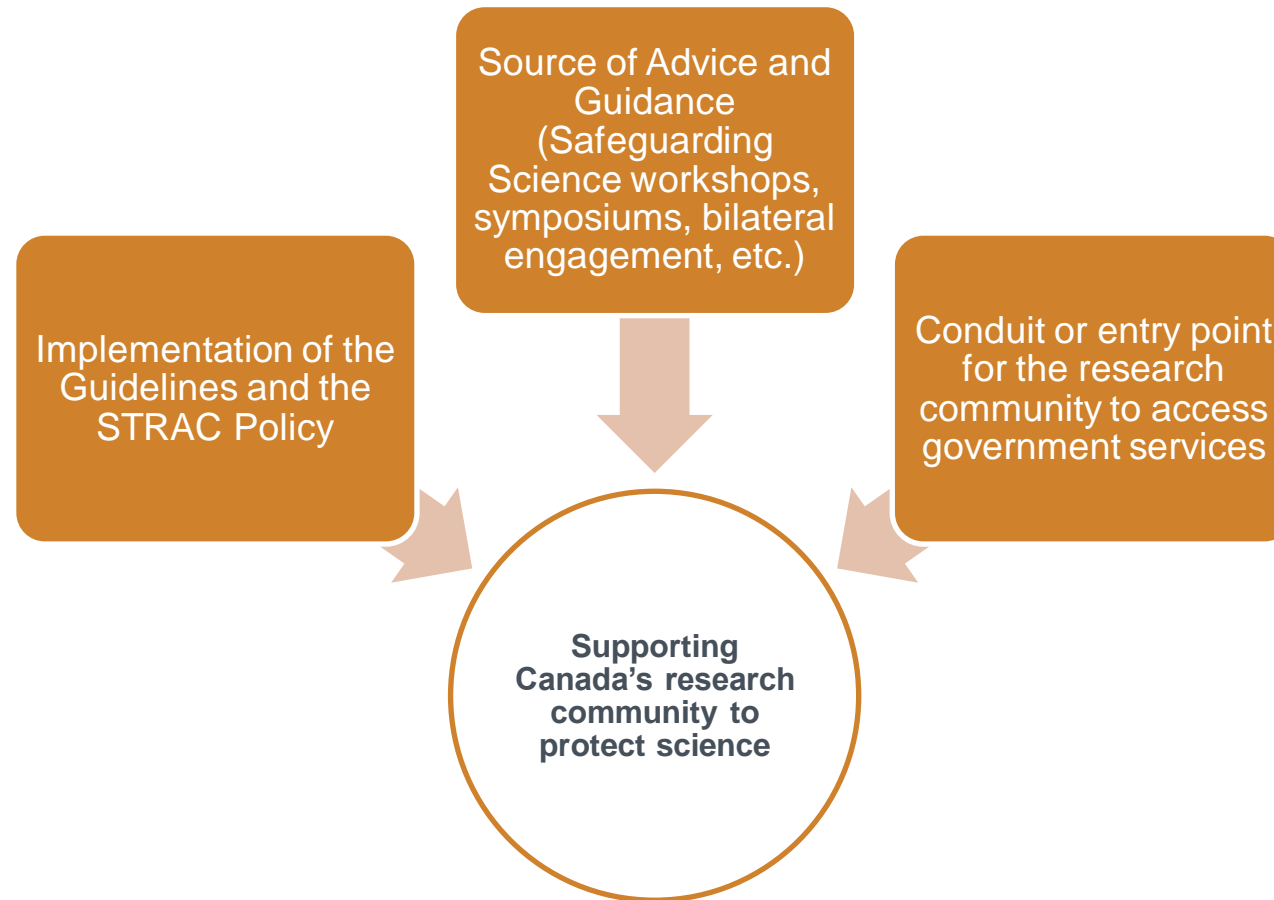 Source of Advice and
Guidance
(Safeguarding
Science workshops,
symposiums, bilateral
engagement, etc.)
Implementation of the
Guidelines and the
STRAC Policy
Conduit or entry point
for the research
community to access
government services
Supporting
Canada’s research
community to
protect science